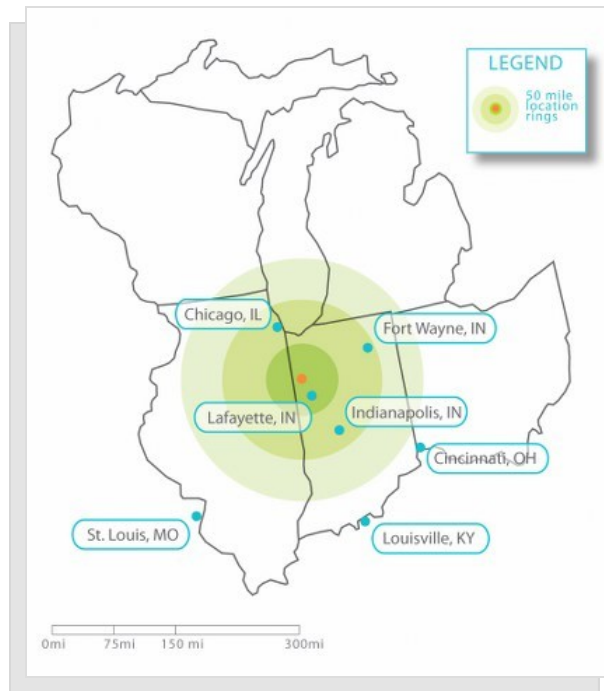 LEGEND
50 mile
location
rings
Chicago, IL
Fort Wayne, IN
Lafayette, IN
Indianapolis, IN
Cincinnati, OH
St. Louis, MO
Louisville, KY
0mi 75mi 150 mi 300mi